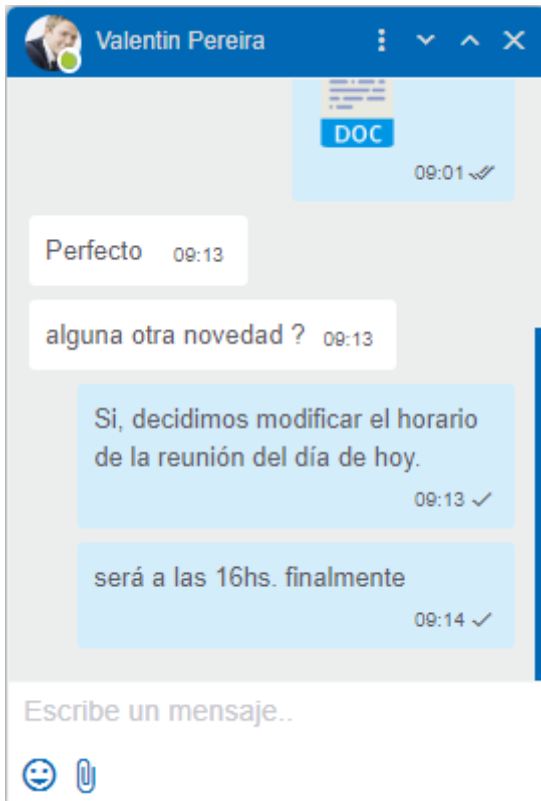 Valentin Pereira
DOC
09:01
Perfecto 09:13
alguna otra novedad ? 09:13
Si, decidimos modificar el horario
de la reunión del día de hoy.
09:13
será a las 16hs. finalmente
09:14
Escribe un mensaje..